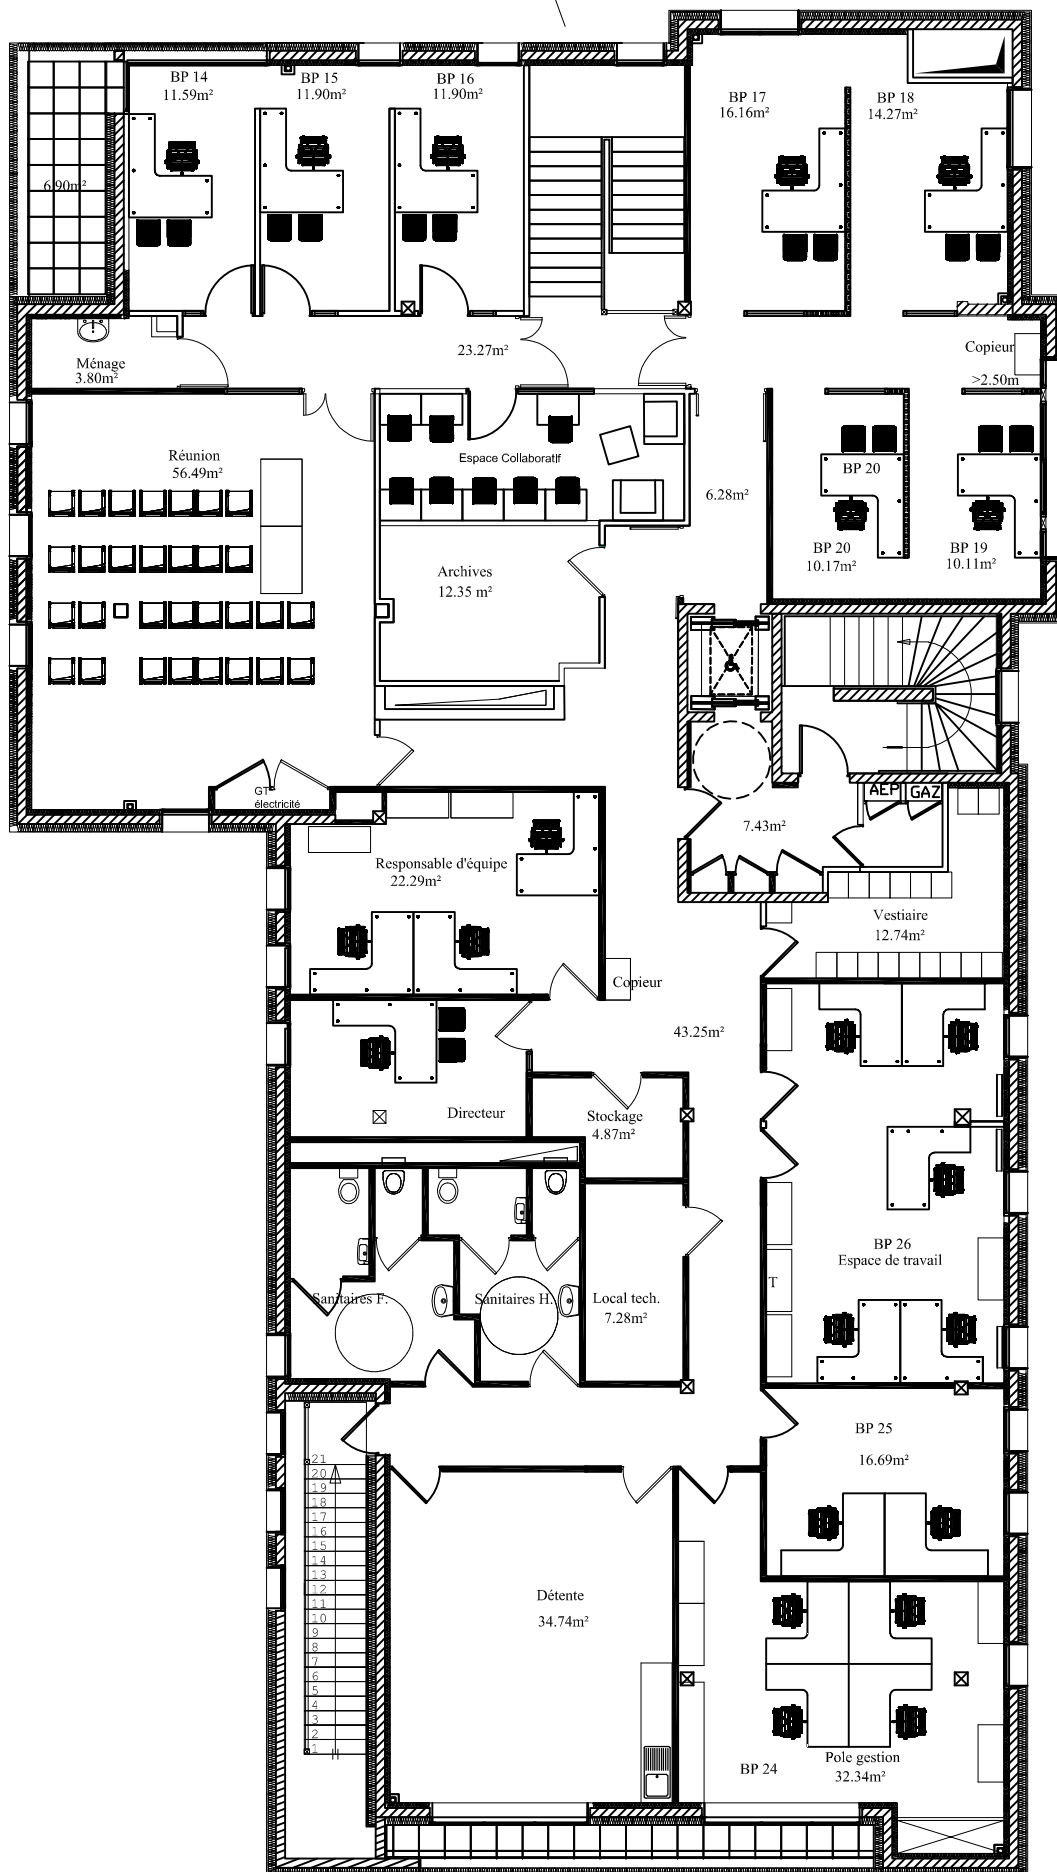 BP 14
11.59m²
BP 15
11.90m²
BP 16
11.90m²
BP 17
16.16m²
BP 18
14.27m²
6.90m²
23.27m²
Ménage
3.80m²
Copieur
>2.50m
Réunion
56.49m²
Espace Collaboratif
6.28m²
BP 20
BP 20
10.17m²
BP 19
10.11m²
Archives
12.35 m²
GT
électricité
AEP
GAZ
7.43m²
Responsable d'équipe
22.29m²
Vestiaire
12.74m²
Copieur
43.25m²
Directeur
Stockage
4.87m²
BP 26
Espace de travail
T
Sanitaires F.
Sanitaires H.
Local tech.
7.28m²
BP 25
16.69m²
21
20
19
18
17
16
15
14
13
12
11
10
9
8
7
6
5
4
3
2
1
Détente
34.74m²
BP 24
Pole gestion
32.34m²